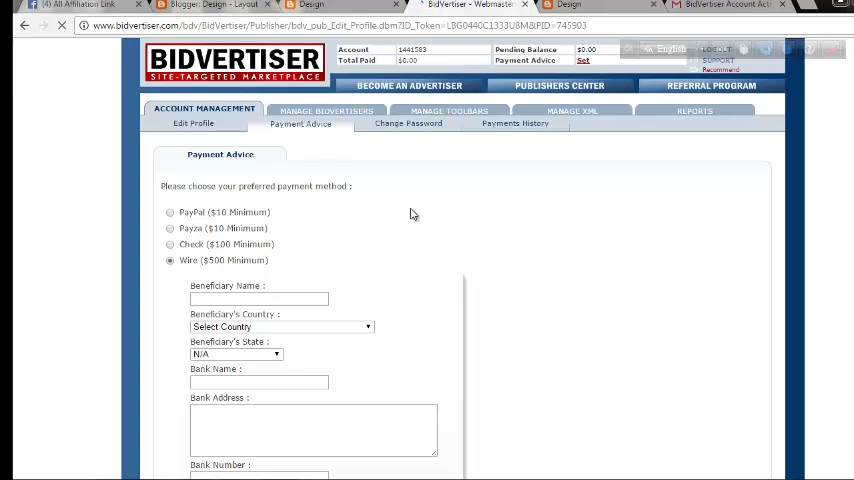 All Affiliation Link
Blogger: Design - Layout
Design
BidVertiser - Webmaster
Design
BidVertiser Account Acti
www.bidvertiser.com/bdv/BidVertiser/Publisher/bdv_pub_Edit_Profile.dbm?ID_Token=LBG0440C1333UBM&PID=745903
BIDVERTISER
SITE-TARGETED MARKETPLACE
Account 1441583 Pending Balance $0.00
Total Paid $0.00 Payment Advice Set
English
LOGOUT
SUPPORT
Recommend
BECOME AN ADVERTISER PUBLISHERS CENTER REFERRAL PROGRAM
ACCOUNT MANAGEMENT MANAGE BIDVERTISERS MANAGE TOOLBARS MANAGE XML REPORTS
Edit Profile Payment Advice Change Password Payments History
Payment Advice
Please choose your preferred payment method :
PayPal ($10 Minimum)
Payza ($10 Minimum)
Check ($100 Minimum)
Wire ($500 Minimum)
Beneficiary Name :
Beneficiary's Country :
Select Country
Beneficiary's State :
N/A
Bank Name :
Bank Address :
Bank Number :